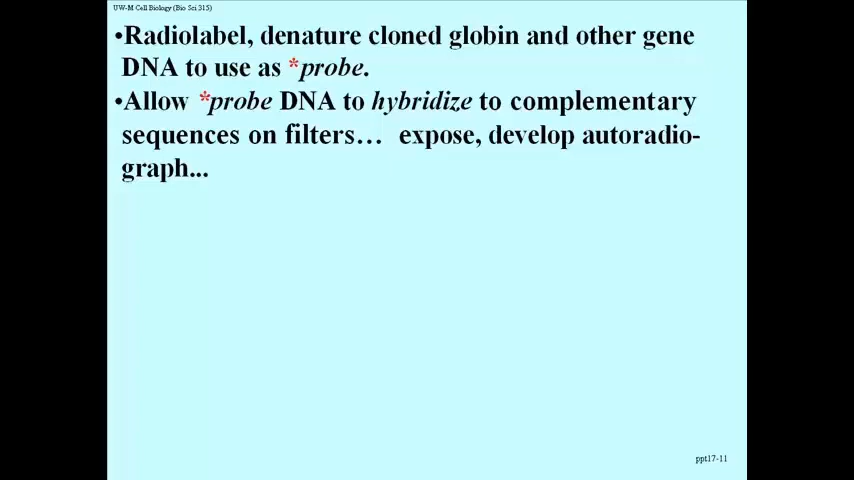 UW-M Cell Biology (Bio Sci 315)
•Radiolabel, denature cloned globin and other gene
DNA to use as *probe.
•Allow *probe DNA to hybridize to complementary
sequences on filters… expose, develop autoradio-
graph...
ppt17-11